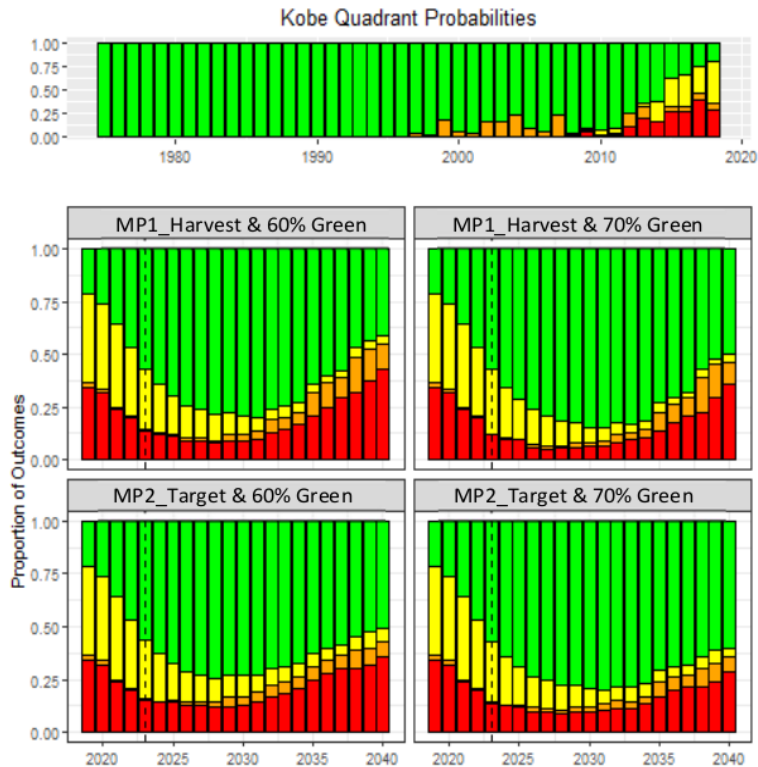 Kobe Quadrant Probabilities
1.00
0.75
0.50
0.25
0.00
1980 1990 2000 2010 2020
MP1_Harvest & 60% Green MP1_Harvest & 70% Green
1.00
0.75
0.50
0.25
0.00
Proportion of Outcomes
MP2_Target & 60% Green MP2_Target & 70% Green
1.00
0.75
0.50
0.25
0.00
2020 2025 2030 2035 2040 2020 2025 2030 2035 2040